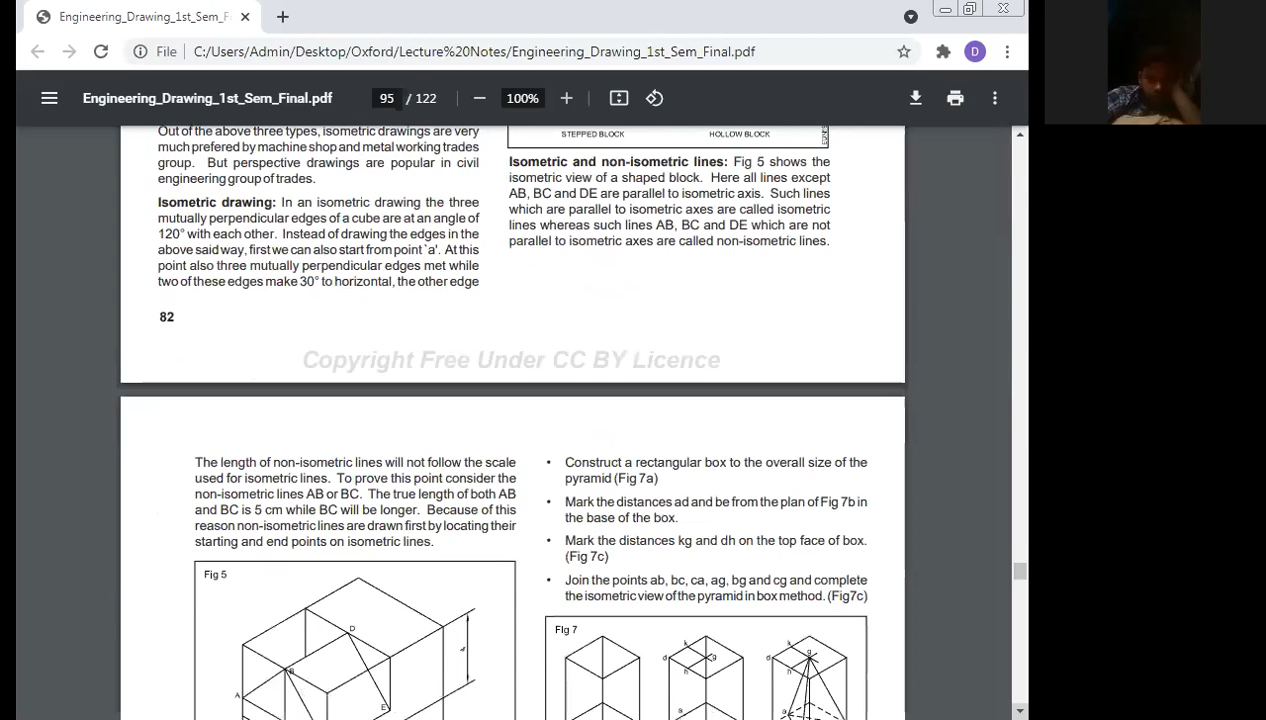 Engineering_Drawing_1st_Sem_F
File C:/Users/Admin/Desktop/Oxford/Lecture%20Notes/Engineering_Drawing_1st_Sem_Final.pdf
D
Engineering_Drawing_1st_Sem_Final.pdf
95 / 122
100%
Out of the above three types, isometric drawings are very
much prefered by machine shop and metal working trades
group. But perspective drawings are popular in civil
engineering group of trades.
Isometric drawing: In an isometric drawing the three
mutually perpendicular edges of a cube are at an angle of
120° with each other. Instead of drawing the edges in the
above said way, first we can also start from point `a'. At this
point also three mutually perpendicular edges met while
two of these edges make 30° to horizontal, the other edge
82
STEPPED BLOCK
HOLLOW BLOCK
Isometric and non-isometric lines: Fig 5 shows the
isometric view of a shaped block. Here all lines except
AB, BC and DE are parallel to isometric axis. Such lines
which are parallel to isometric axes are called isometric
lines whereas such lines AB, BC and DE which are not
parallel to isometric axes are called non-isometric lines.
Copyright Free Under CC BY Licence
The length of non-isometric lines will not follow the scale
used for isometric lines. To prove this point consider the
non-isometric lines AB or BC. The true length of both AB
and BC is 5 cm while BC will be longer. Because of this
reason non-isometric lines are drawn first by locating their
starting and end points on isometric lines.
Fig 5
D
B
A
E
4
• Construct a rectangular box to the overall size of the
pyramid (Fig 7a)
• Mark the distances ad and be from the plan of Fig 7b in
the base of the box.
• Mark the distances kg and dh on the top face of box.
(Fig 7c)
• Join the points ab, bc, ca, ag, bg and cg and complete
the isometric view of the pyramid in box method. (Fig7c)
FIg 7
k
d
g
h
a
k
g
d
h
a